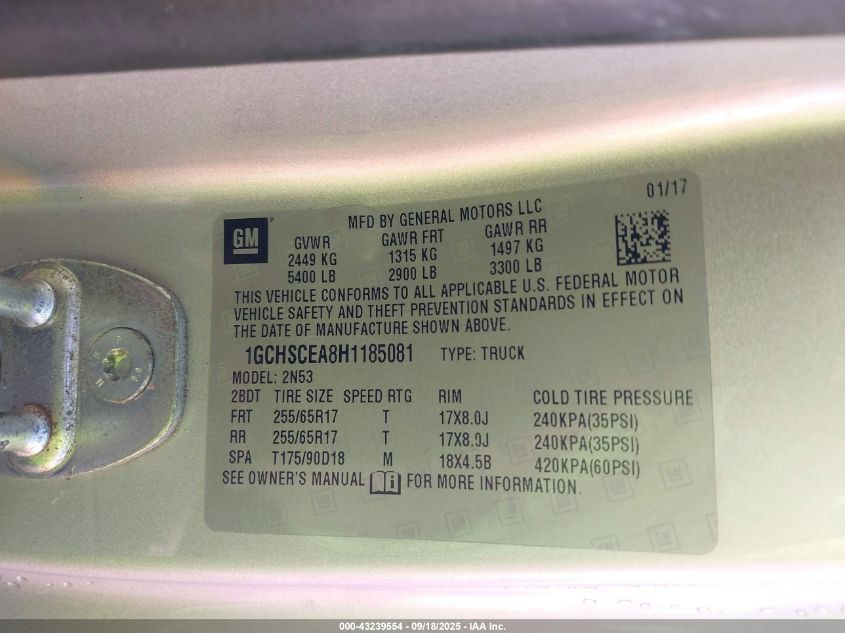 01/17
MFD BY GENERAL MOTORS LLC
GM
GVWR GAWR FRT GAWR RR
2449 KG 1315 KG 1497 KG
5400 LB 2900 LB 3300 LB
THIS VEHICLE CONFORMS TO ALL APPLICABLE U.S. FEDERAL MOTOR
VEHICLE SAFETY AND THEFT PREVENTION STANDARDS IN EFFECT ON
THE DATE OF MANUFACTURE SHOWN ABOVE.
1GCHSCEA8H1185081 TYPE: TRUCK
MODEL: 2N53
2BDT TIRE SIZE SPEED RTG RIM COLD TIRE PRESSURE
FRT 255/65R17 T 17X8.0J 240KPA(35PSI)
RR 255/65R17 T 17X8.0J 240KPA(35PSI)
SPA T175/90D18 M 18X4.5B 420KPA(60PSI)
SEE OWNER'S MANUAL i FOR MORE INFORMATION.
000-43239554 - 09/18/2025 - IAA Inc.